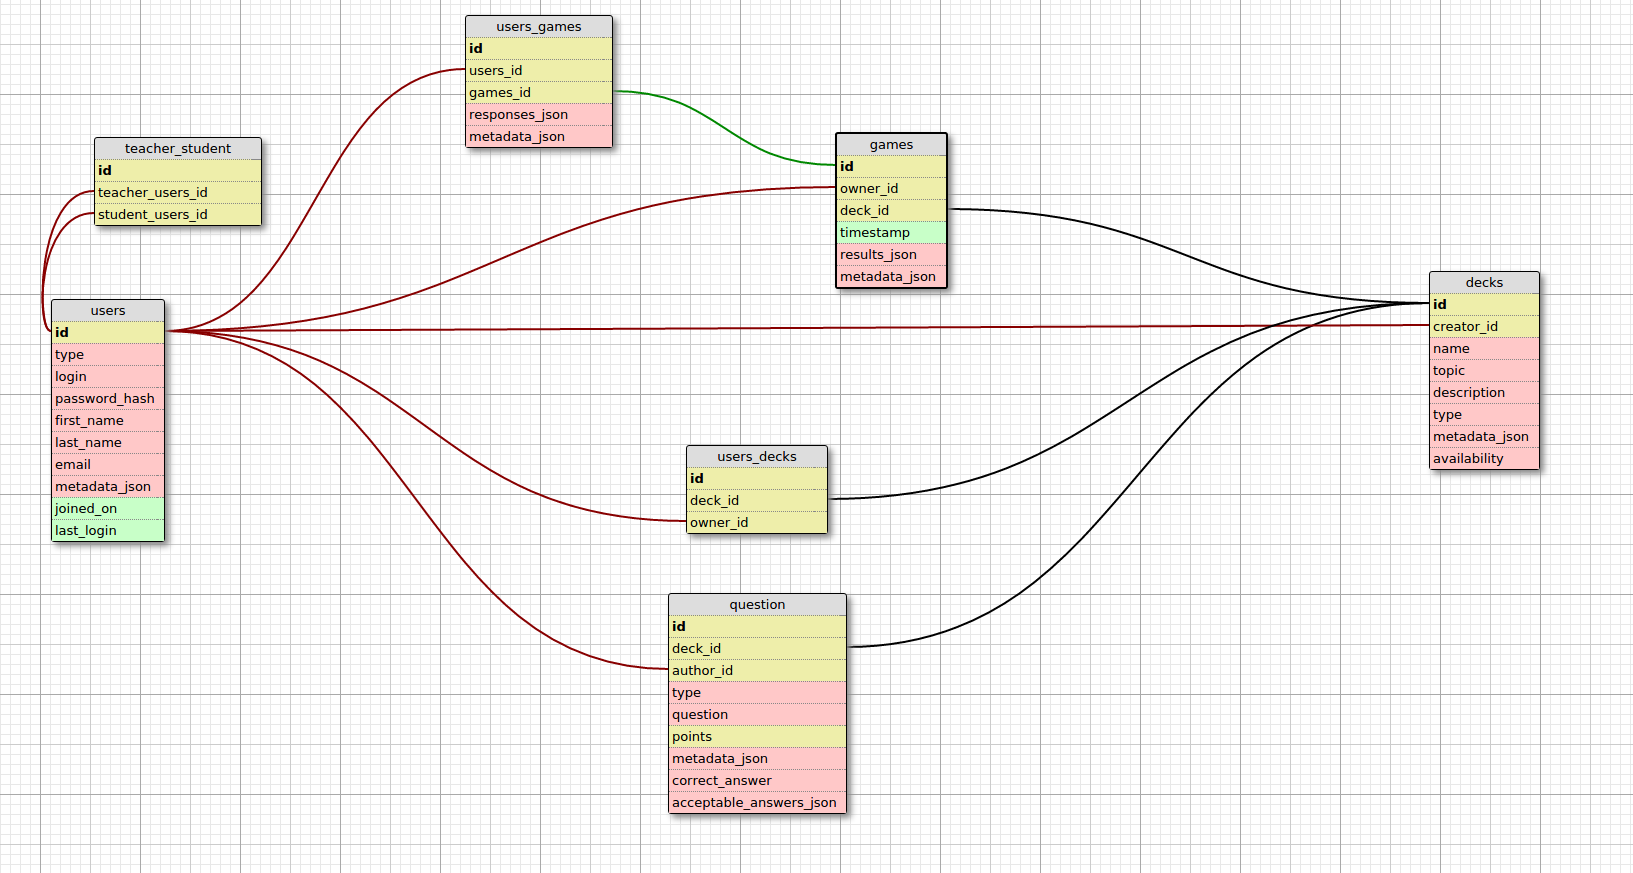 users_games
id
users_id
games_id
responses_json
metadata_json
teacher_student
id
teacher_users_id
student_users_id
games
id
owner_id
deck_id
timestamp
results_json
metadata_json
users
id
type
login
password_hash
first_name
last_name
email
metadata_json
joined_on
last_login
decks
id
creator_id
name
topic
description
type
metadata_json
availability
users_decks
id
deck_id
owner_id
question
id
deck_id
author_id
type
question
points
metadata_json
correct_answer
acceptable_answers_json